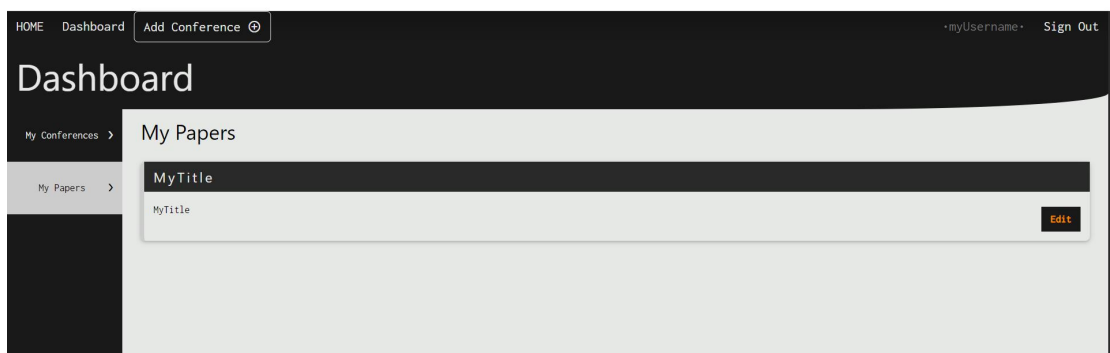 HOME Dashboard Add Conference ⊕ •myUsername• Sign Out
Dashboard
My Conferences ❯
My Papers
My Papers ❯
MyTitle
MyTitle
Edit